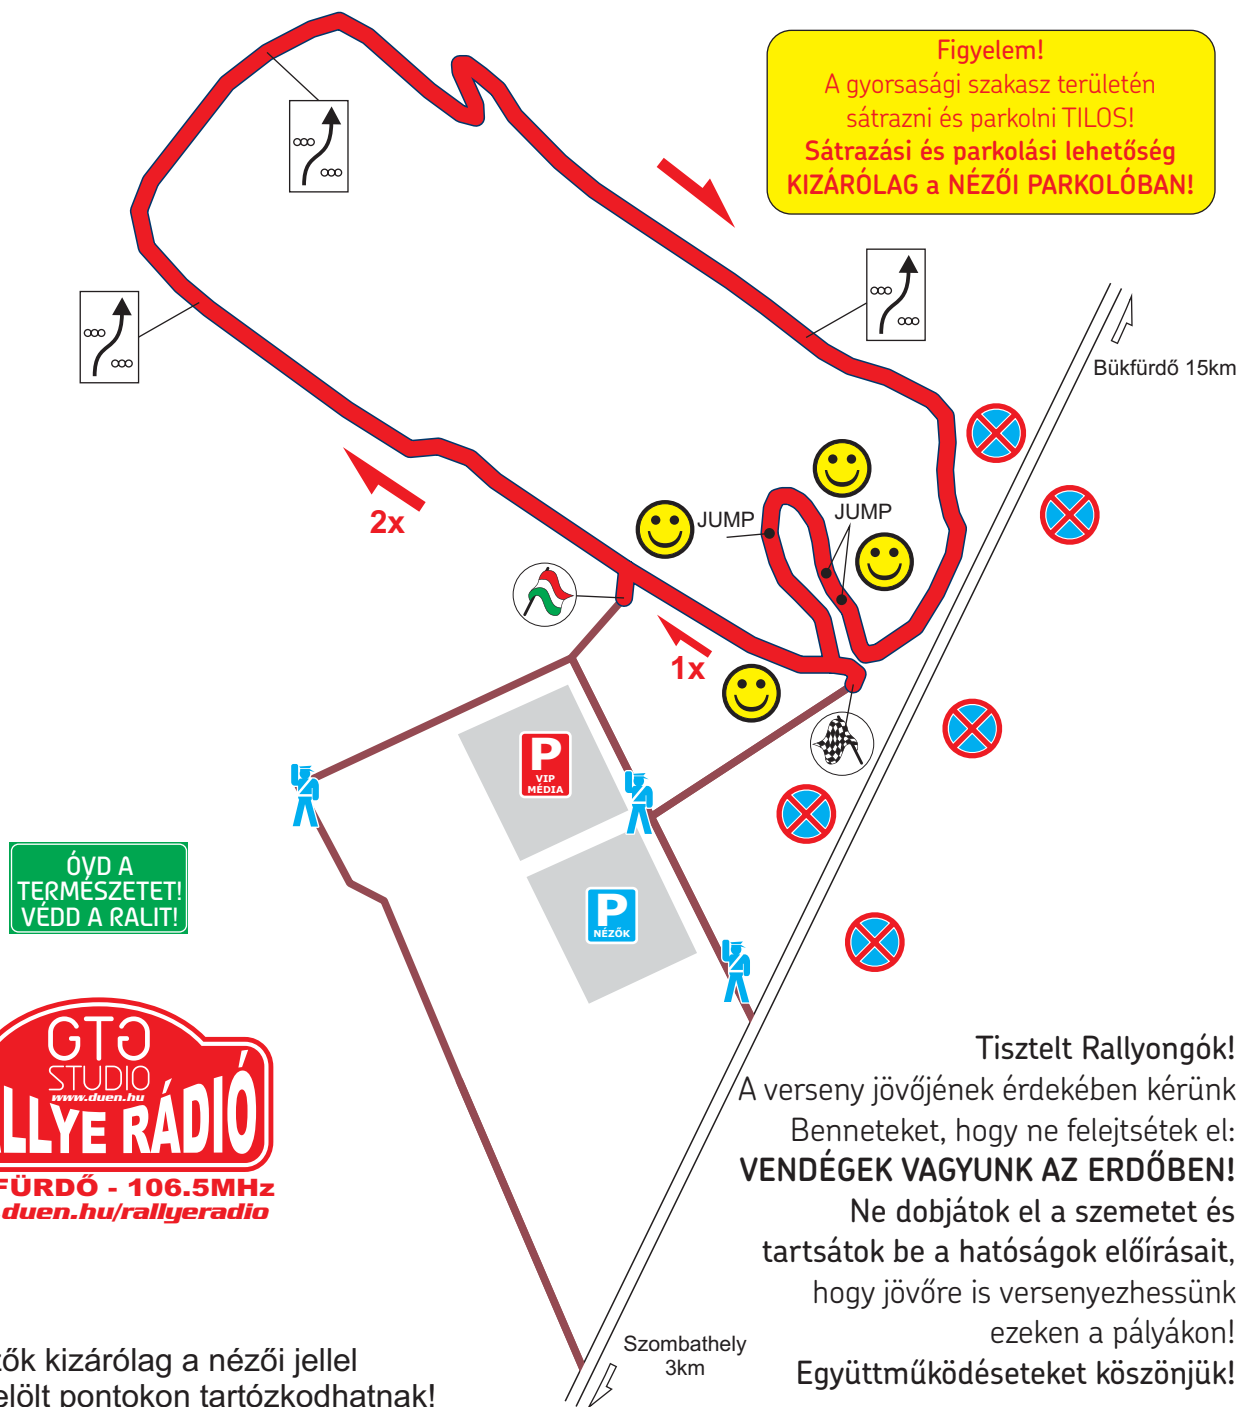 Figyelem!
A gyorsasági szakasz területén
sátrazni és parkolni TILOS!
Sátrazási és parkolási lehetőség
KIZÁRÓLAG a NÉZŐI PARKOLÓBAN!
Bükfürdő 15km
JUMP
JUMP
2x
1x
P
VIP
MÉDIA
P
NÉZŐK
ÓVD A
TERMÉSZETET!
VÉDD A RALIT!
GTG
STUDIO
www.duen.hu
LLYE RÁDIÓ
FÜRDŐ - 106.5MHz
duen.hu/rallyeradio
Tisztelt Rallyongók!
A verseny jövőjének érdekében kérünk
Benneteket, hogy ne felejtsétek el:
VENDÉGEK VAGYUNK AZ ERDŐBEN!
Ne dobjátok el a szemetet és
tartsátok be a hatóságok előírásait,
hogy jövőre is versenyezhessünk
ezeken a pályákon!
Együttműködéseteket köszönjük!
Szombathely
3km
ők kizárólag a nézői jellel
elölt pontokon tartózkodhatnak!